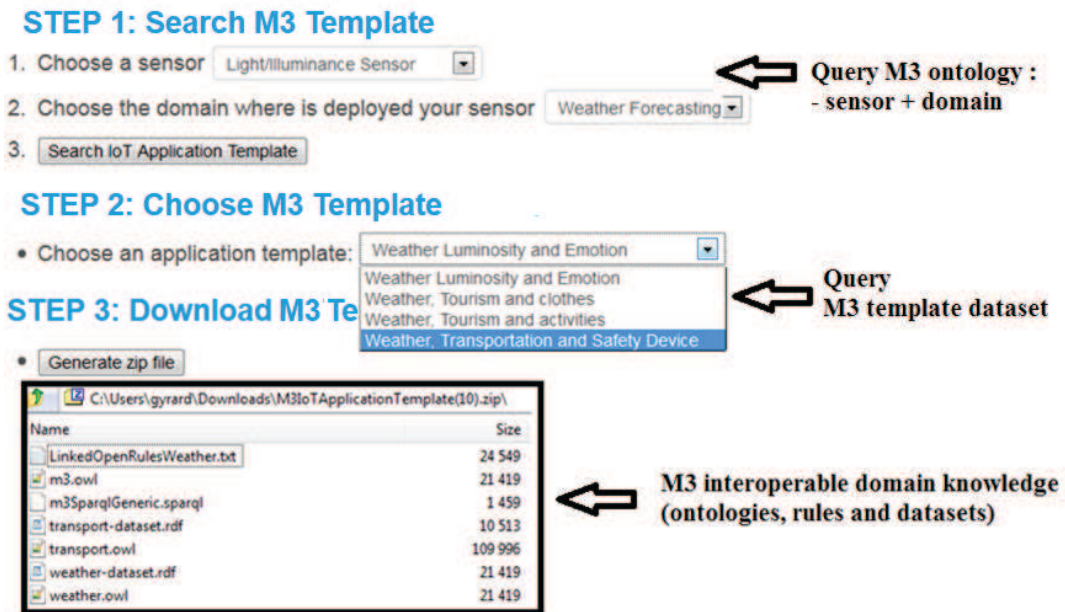 STEP 1: Search M3 Template
1. Choose a sensor Light/Illuminance Sensor
2. Choose the domain where is deployed your sensor Weather Forecasting
3. Search IoT Application Template
Query M3 ontology :
- sensor + domain
STEP 2: Choose M3 Template
• Choose an application template: Weather Luminosity and Emotion
Weather Luminosity and Emotion
Weather, Tourism and clothes
Weather, Tourism and activities
Weather, Transportation and Safety Device
Query
M3 template dataset
STEP 3: Download M3 Te
• Generate zip file
C:\Users\gyrard\Downloads\M3IoTApplicationTemplate(10).zip\
Name Size
LinkedOpenRulesWeather.txt 24 549
m3.owl 21 419
m3SparqlGeneric.sparql 1 459
transport-dataset.rdf 10 513
transport.owl 109 996
weather-dataset.rdf 21 419
weather.owl 21 419
M3 interoperable domain knowledge
(ontologies, rules and datasets)